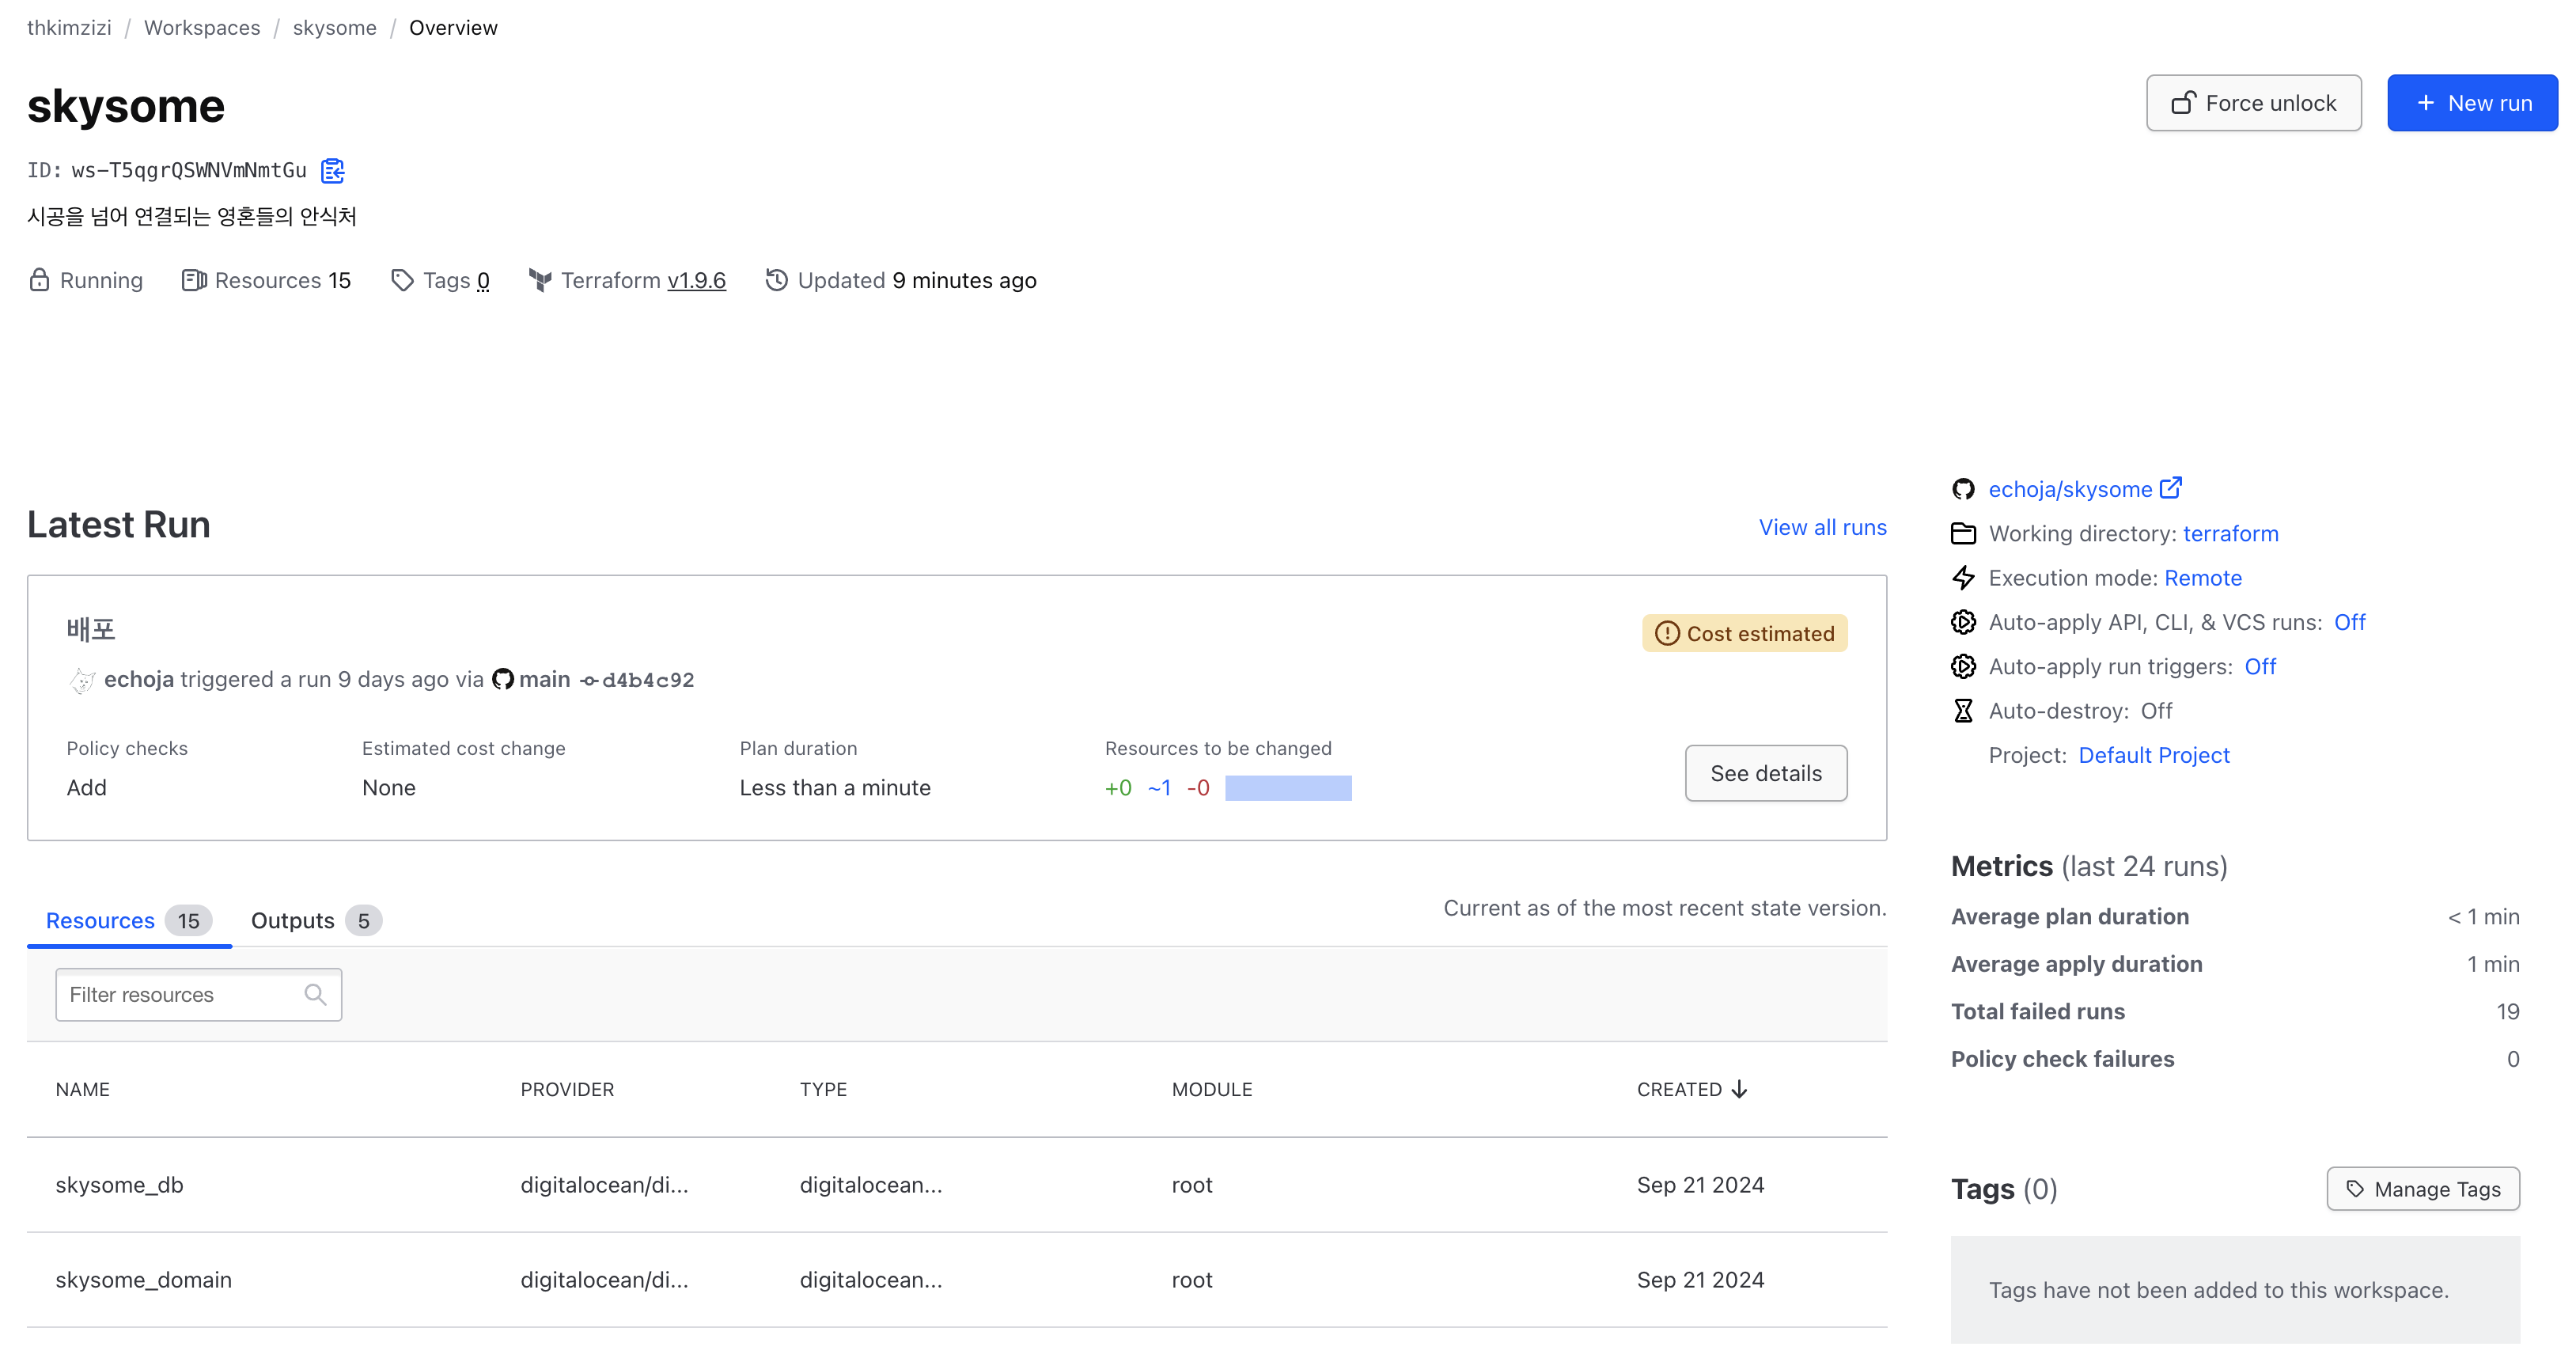 thkimzizi / Workspaces / skysome / Overview
skysome
Force unlock
+ New run
ID: ws-T5qgrQSWNVmNmtGu
시공을 넘어 연결되는 영혼들의 안식처
Running Resources 15 Tags 0 Terraform v1.9.6 Updated 9 minutes ago
Latest Run
View all runs
배포
Cost estimated
echoja triggered a run 9 days ago via main d4b4c92
Policy checks Estimated cost change Plan duration Resources to be changed
Add None Less than a minute +0 ~1 -0
See details
Resources 15 Outputs 5
Current as of the most recent state version.
Filter resources
NAME PROVIDER TYPE MODULE CREATED
skysome_db digitalocean/di... digitalocean... root Sep 21 2024
skysome_domain digitalocean/di... digitalocean... root Sep 21 2024
echoja/skysome
Working directory: terraform
Execution mode: Remote
Auto-apply API, CLI, & VCS runs: Off
Auto-apply run triggers: Off
Auto-destroy: Off
Project: Default Project
Metrics (last 24 runs)
Average plan duration < 1 min
Average apply duration 1 min
Total failed runs 19
Policy check failures 0
Tags (0)
Manage Tags
Tags have not been added to this workspace.